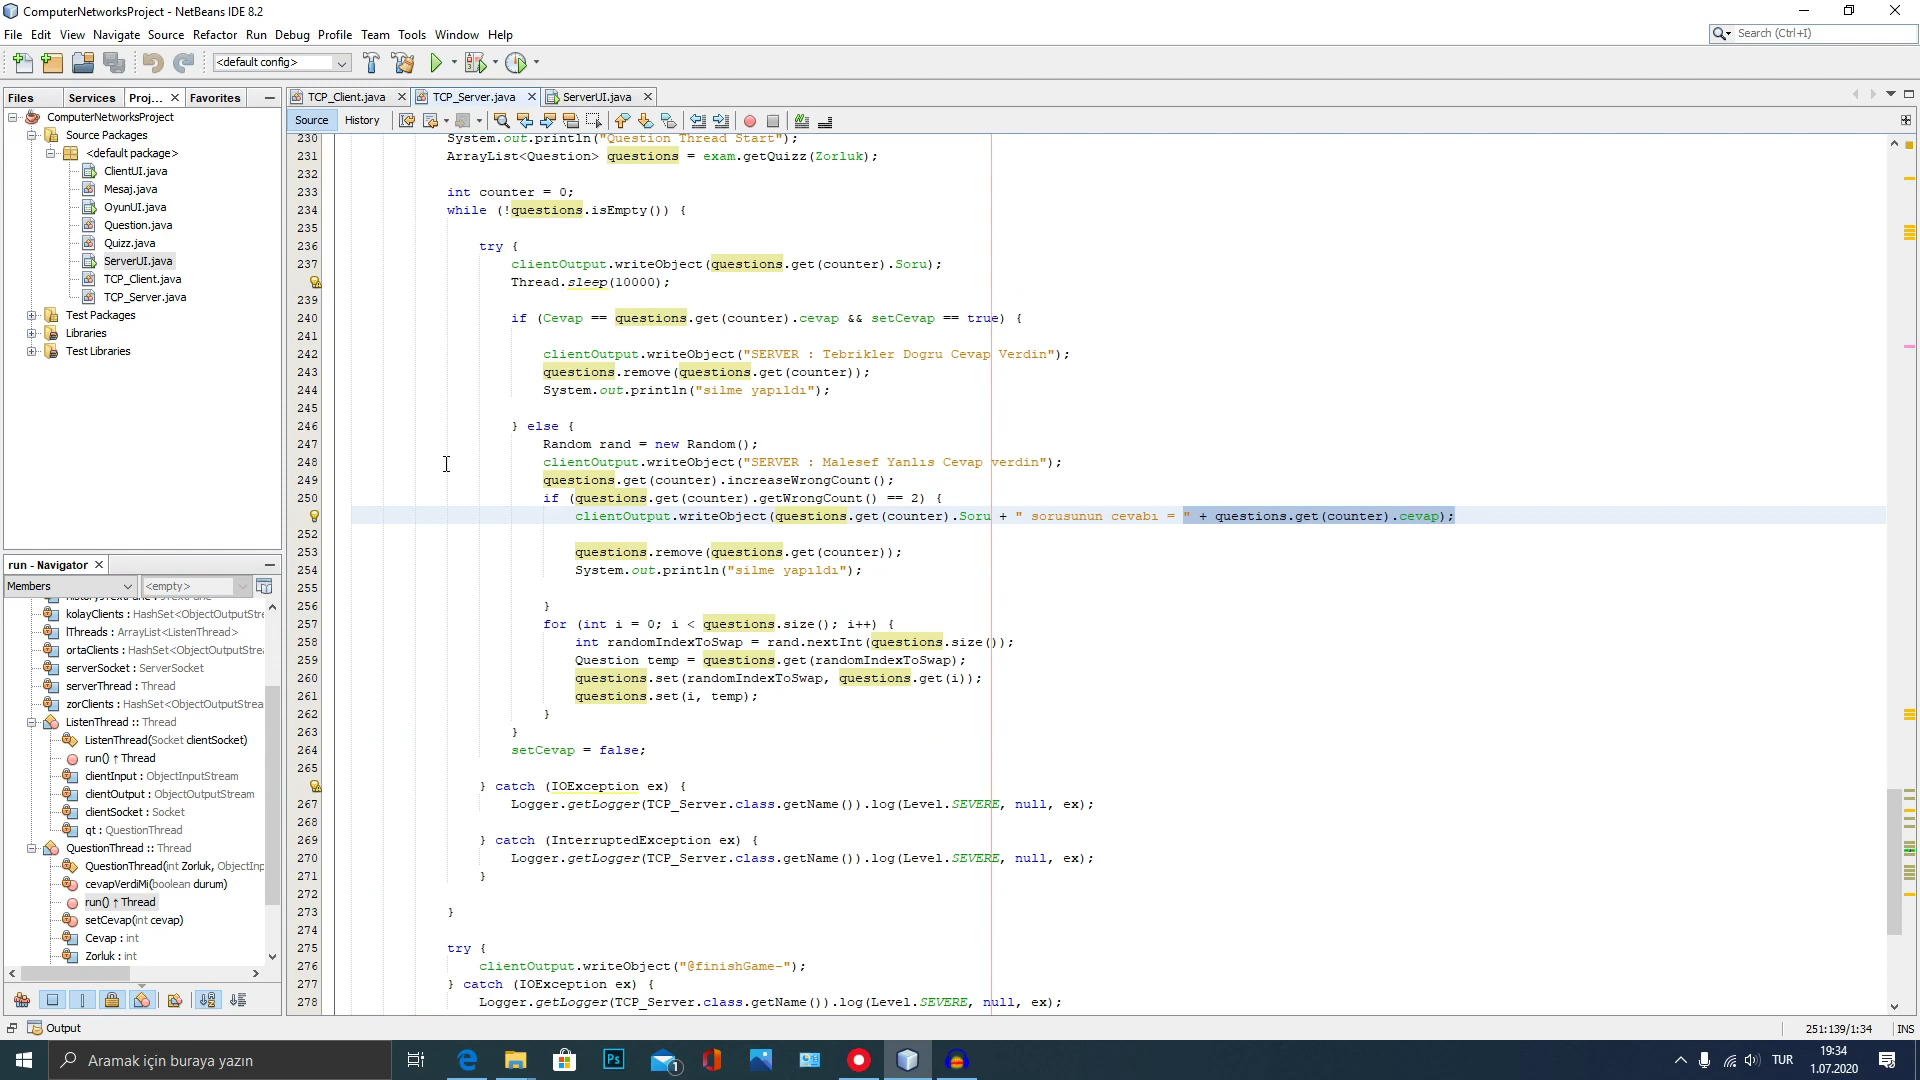 ComputerNetworksProject - NetBeans IDE 8.2
File Edit View Navigate Source Refactor Run Debug Profile Team Tools Window Help
Search (Ctrl+I)
<default config>
Files Services Proj... Favorites
TCP_Client.java TCP_Server.java ServerUI.java
Source History
ComputerNetworksProject
Source Packages
<default package>
ClientUI.java
Mesaj.java
OyunUI.java
Question.java
Quizz.java
ServerUI.java
TCP_Client.java
TCP_Server.java
Test Packages
Libraries
Test Libraries
run - Navigator
Members <empty>
kolayClients : HashSet<ObjectOutputStre
lThreads : ArrayList<ListenThread>
ortaClients : HashSet<ObjectOutputStrea
serverSocket : ServerSocket
serverThread : Thread
zorClients : HashSet<ObjectOutputStrea
ListenThread :: Thread
ListenThread(Socket clientSocket)
run() ↑ Thread
clientInput : ObjectInputStream
clientOutput : ObjectOutputStream
clientSocket : Socket
qt : QuestionThread
QuestionThread :: Thread
QuestionThread(int Zorluk, ObjectInp
cevapVerdiMi(boolean durum)
run() ↑ Thread
setCevap(int cevap)
Cevap : int
Zorluk : int
230 System.out.println("Question Thread Start");
231 ArrayList<Question> questions = exam.getQuizz(Zorluk);
232
233 int counter = 0;
234 while (!questions.isEmpty()) {
235
236 try {
237 clientOutput.writeObject(questions.get(counter).Soru);
Thread.sleep(10000);
239
240 if (Cevap == questions.get(counter).cevap && setCevap == true) {
241
242 clientOutput.writeObject("SERVER : Tebrikler Dogru Cevap Verdin");
243 questions.remove(questions.get(counter));
244 System.out.println("silme yapıldı");
245
246 } else {
247 Random rand = new Random();
248 clientOutput.writeObject("SERVER : Malesef Yanlıs Cevap verdin");
249 questions.get(counter).increaseWrongCount();
250 if (questions.get(counter).getWrongCount() == 2) {
clientOutput.writeObject(questions.get(counter).Soru + " sorusunun cevabı = " + questions.get(counter).cevap);
252
253 questions.remove(questions.get(counter));
254 System.out.println("silme yapıldı");
255
256 }
257 for (int i = 0; i < questions.size(); i++) {
258 int randomIndexToSwap = rand.nextInt(questions.size());
259 Question temp = questions.get(randomIndexToSwap);
260 questions.set(randomIndexToSwap, questions.get(i));
261 questions.set(i, temp);
262 }
263 }
264 setCevap = false;
265
} catch (IOException ex) {
267 Logger.getLogger(TCP_Server.class.getName()).log(Level.SEVERE, null, ex);
268
269 } catch (InterruptedException ex) {
270 Logger.getLogger(TCP_Server.class.getName()).log(Level.SEVERE, null, ex);
271 }
272
273 }
274
275 try {
276 clientOutput.writeObject("@finishGame-");
277 } catch (IOException ex) {
278 Logger.getLogger(TCP_Server.class.getName()).log(Level.SEVERE, null, ex);
Output
251:139/1:34 INS
Aramak için buraya yazın
Ps
1
TUR
19:34
1.07.2020